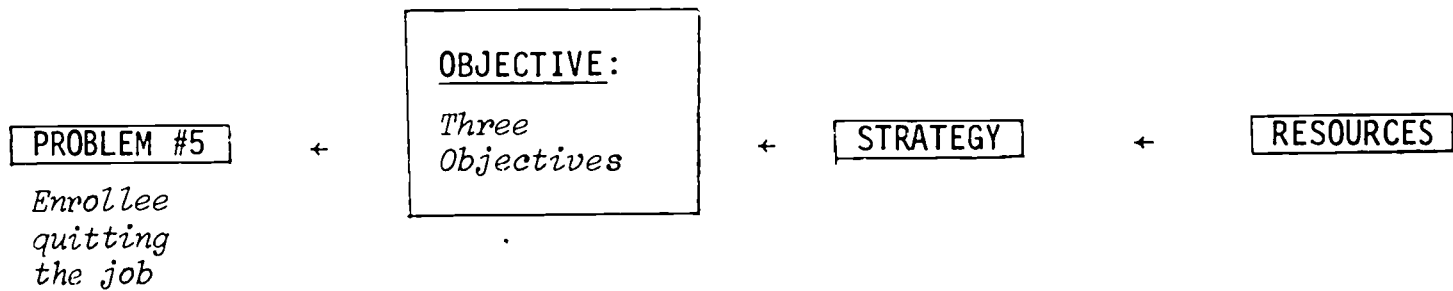 OBJECTIVE:
Three
Objectives
PROBLEM #5 ← ← STRATEGY ← RESOURCES
Enrollee
quitting
the job